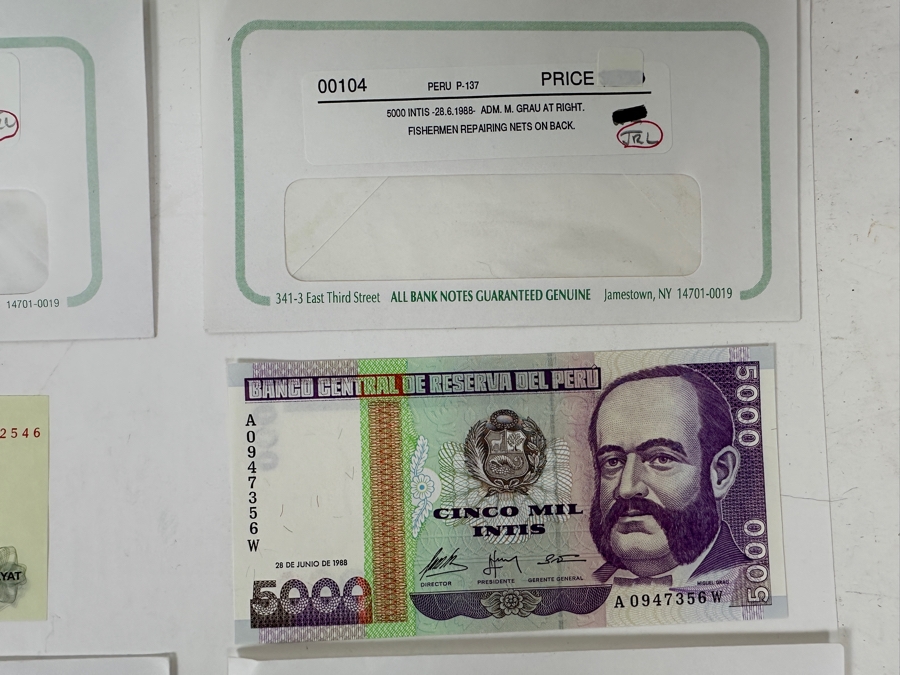 00104 PERU P-137 PRICE
5000 INTIS -28.6.1988- ADM. M. GRAU AT RIGHT.
FISHERMEN REPAIRING NETS ON BACK.
JRL
341-3 East Third Street ALL BANK NOTES GUARANTEED GENUINE Jamestown, NY 14701-0019
14701-0019
2546
YAT
BANCO CENTRAL DE RESERVA DEL PERÚ
A0947356W
5000
CINCO MIL
INTIS
28 DE JUNIO DE 1988
DIRECTOR PRESIDENTE GERENTE GENERAL
MIGUEL GRAU
5000
A 0947356 W
5000